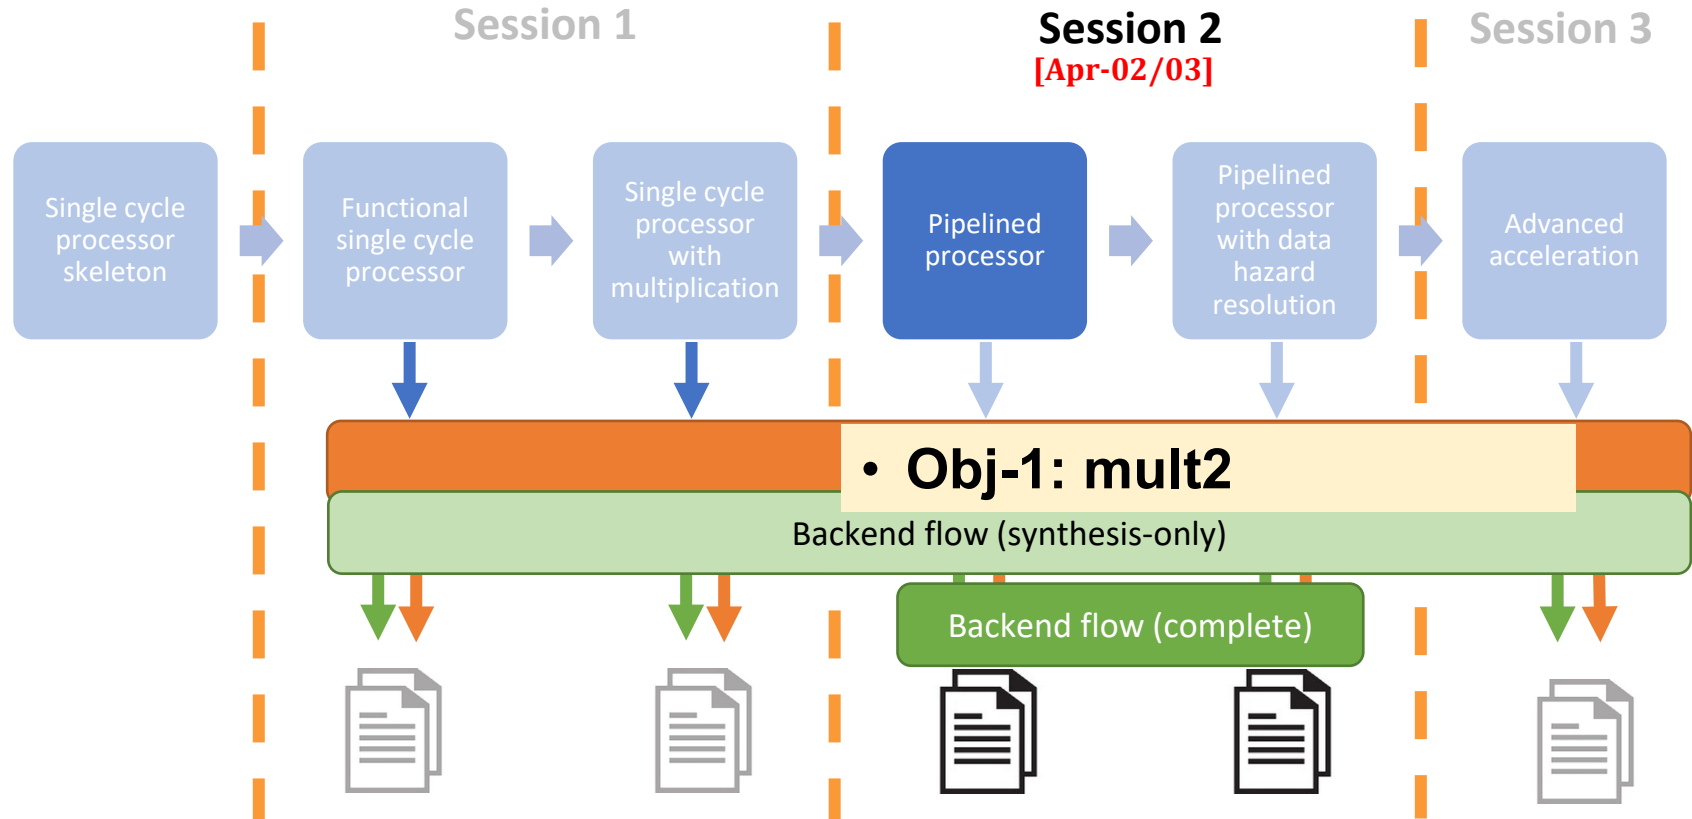 Session 1
Session 2
[Apr-02/03]
Session 3
Single cycle
processor
skeleton
Functional
single cycle
processor
Single cycle
processor
with
multiplication
Pipelined
processor
Pipelined
processor
with data
hazard
resolution
Advanced
acceleration
• Obj-1: mult2
Backend flow (synthesis-only)
Backend flow (complete)